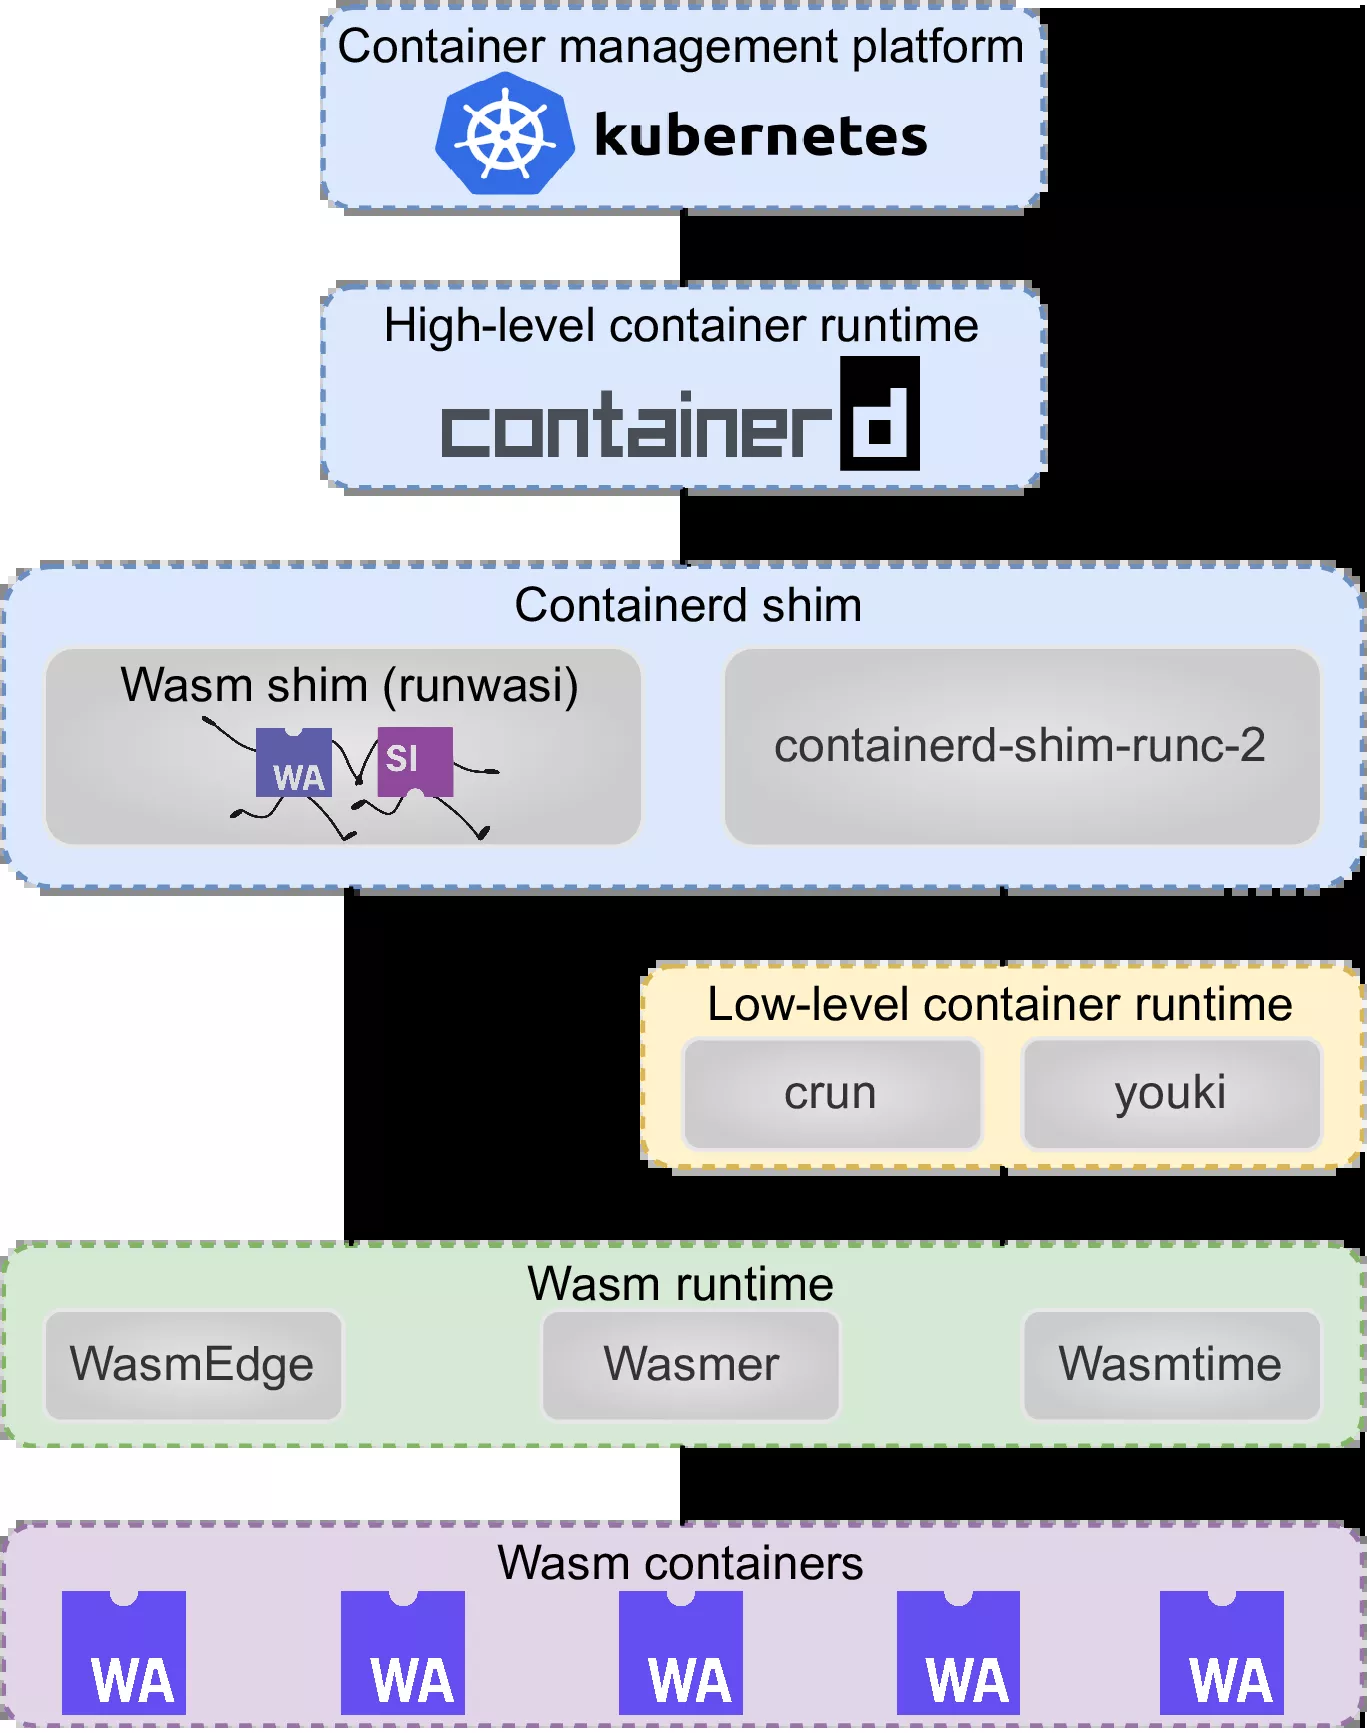 Container management platform
kubernetes
High-level container runtime
containerd
Containerd shim
Wasm shim (runwasi)
WA SI
containerd-shim-runc-2
Low-level container runtime
crun youki
Wasm runtime
WasmEdge Wasmer Wasmtime
Wasm containers
WA WA WA WA WA